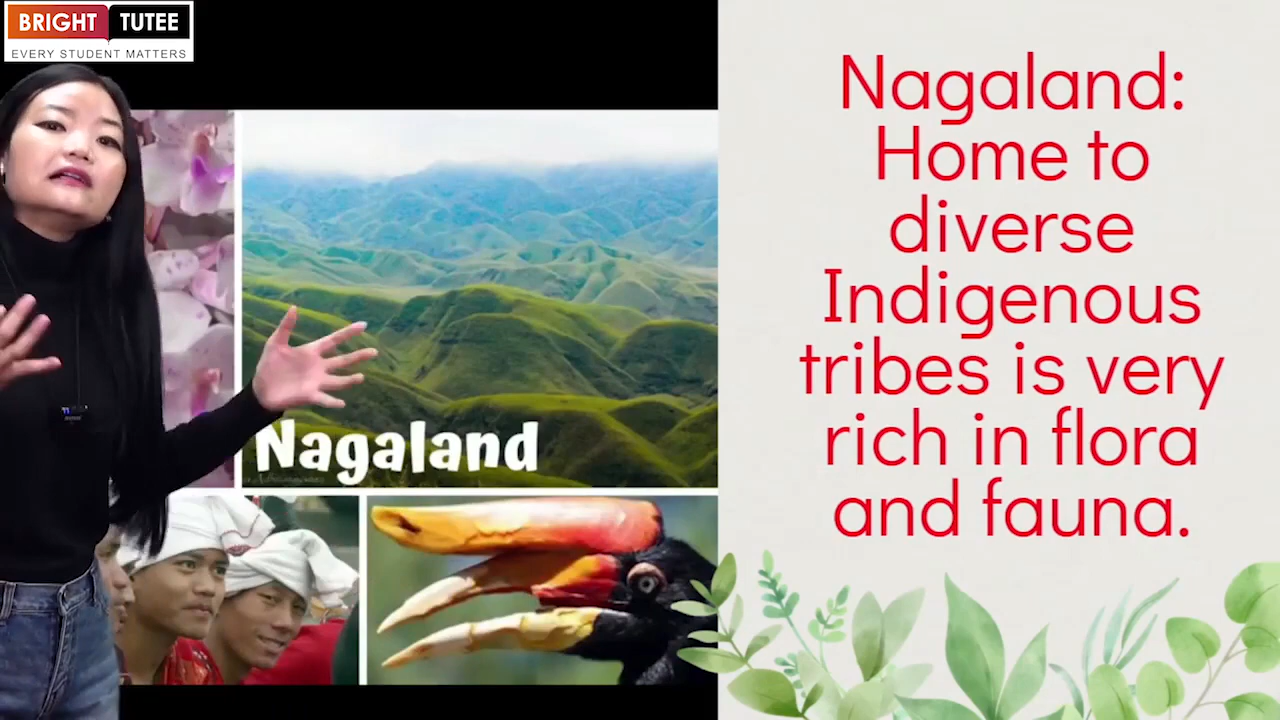 BRIGHT TUTEE
EVERY STUDENT MATTERS
Nagaland
Nagaland:
Home to
diverse
Indigenous
tribes is very
rich in flora
and fauna.